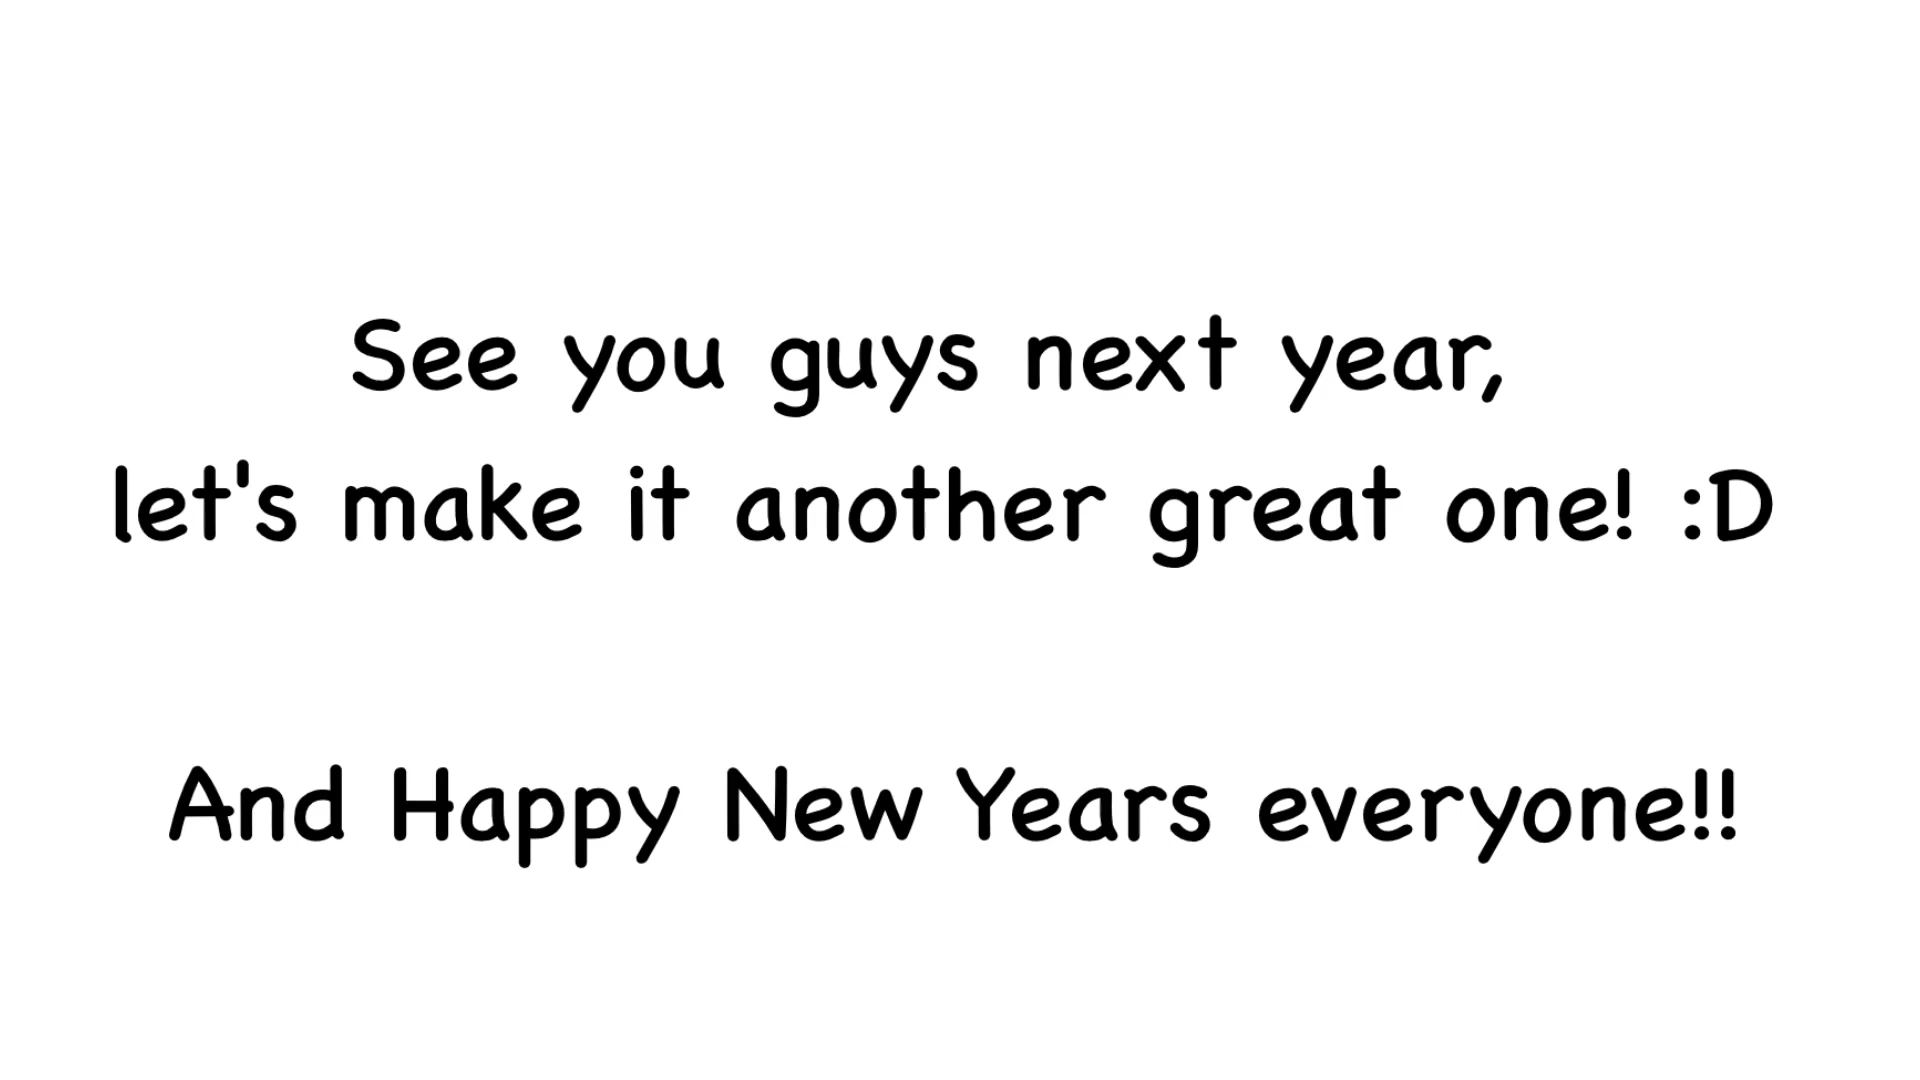 See you guys next year,
let's make it another great one! :D
And Happy New Years everyone!!